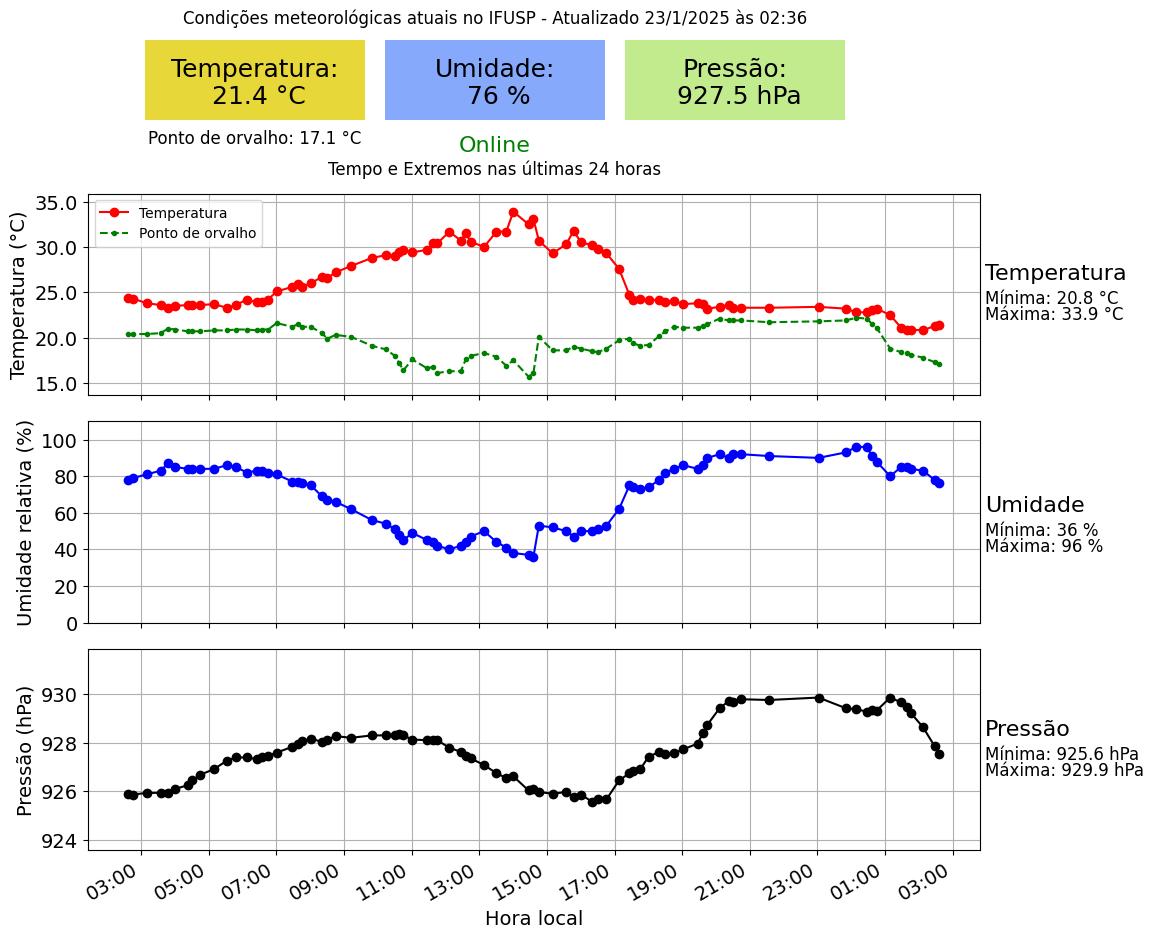 Condições meteorológicas atuais no IFUSP - Atualizado 23/1/2025 às 02:36
Temperatura:
21.4 °C
Umidade:
76 %
Pressão:
927.5 hPa
Ponto de orvalho: 17.1 °C
Online
Tempo e Extremos nas últimas 24 horas
Temperatura (°C)
35.0
30.0
25.0
20.0
15.0
Temperatura
Ponto de orvalho
Temperatura
Mínima: 20.8 °C
Máxima: 33.9 °C
Umidade relativa (%)
100
80
60
40
20
0
Umidade
Mínima: 36 %
Máxima: 96 %
Pressão (hPa)
930
928
926
924
Pressão
Mínima: 925.6 hPa
Máxima: 929.9 hPa
03:00 05:00 07:00 09:00 11:00 13:00 15:00 17:00 19:00 21:00 23:00 01:00 03:00
Hora local